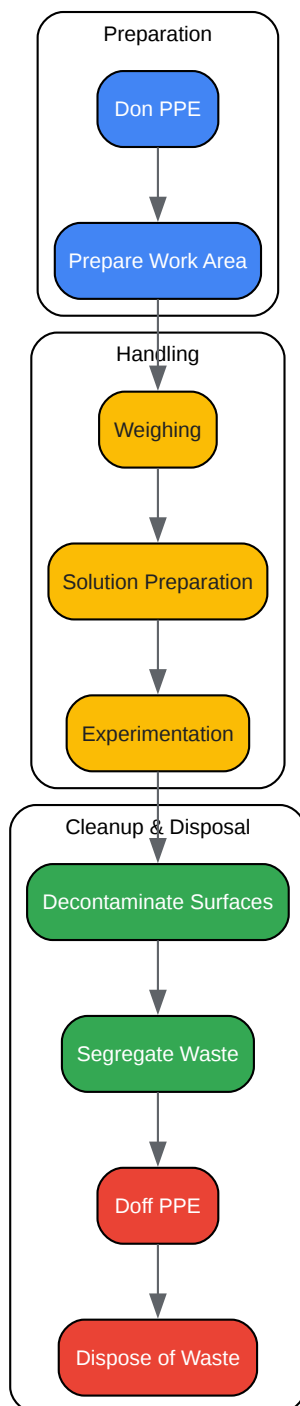 Preparation
Don PPE
Prepare Work Area
Handling
Weighing
Solution Preparation
Experimentation
Cleanup & Disposal
Decontaminate Surfaces
Segregate Waste
Doff PPE
Dispose of Waste